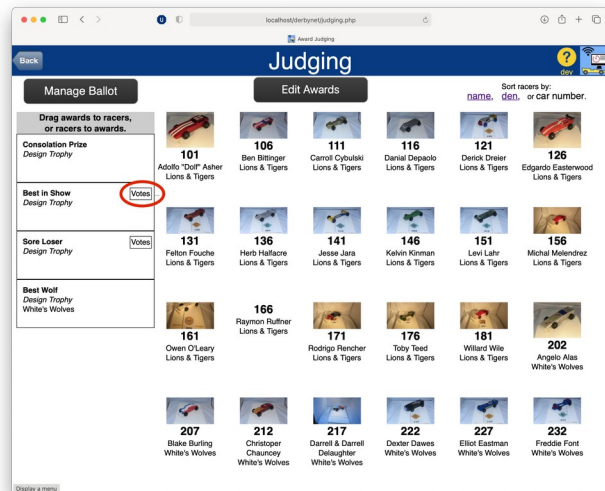 localhost/derbynet/judging.php
Award Judging
Back
Judging
?
dev
Manage Ballot
Edit Awards
Sort racers by:
name, den, or car number.
Drag awards to racers,
or racers to awards.
Consolation Prize
Design Trophy
Best in Show
Votes
Design Trophy
Sore Loser
Votes
Design Trophy
Best Wolf
Design Trophy
White's Wolves
101
Adolfo "Dolf" Asher
Lions & Tigers
106
Ben Bittinger
Lions & Tigers
111
Carroll Cybulski
Lions & Tigers
116
Danial Depaolo
Lions & Tigers
121
Derick Dreier
Lions & Tigers
126
Edgardo Easterwood
Lions & Tigers
131
Felton Fouche
Lions & Tigers
136
Herb Halfacre
Lions & Tigers
141
Jesse Jara
Lions & Tigers
146
Kelvin Kinman
Lions & Tigers
151
Levi Lahr
Lions & Tigers
156
Michal Melendrez
Lions & Tigers
161
Owen O'Leary
Lions & Tigers
166
Raymon Ruffner
Lions & Tigers
171
Rodrigo Rencher
Lions & Tigers
176
Toby Teed
Lions & Tigers
181
Willard Wile
Lions & Tigers
202
Angelo Alas
White's Wolves
207
Blake Burling
White's Wolves
212
Christoper
Chauncey
White's Wolves
217
Darrell & Darrell
Delaughter
White's Wolves
222
Dexter Dawes
White's Wolves
227
Elliot Eastman
White's Wolves
232
Freddie Font
White's Wolves
Display a menu